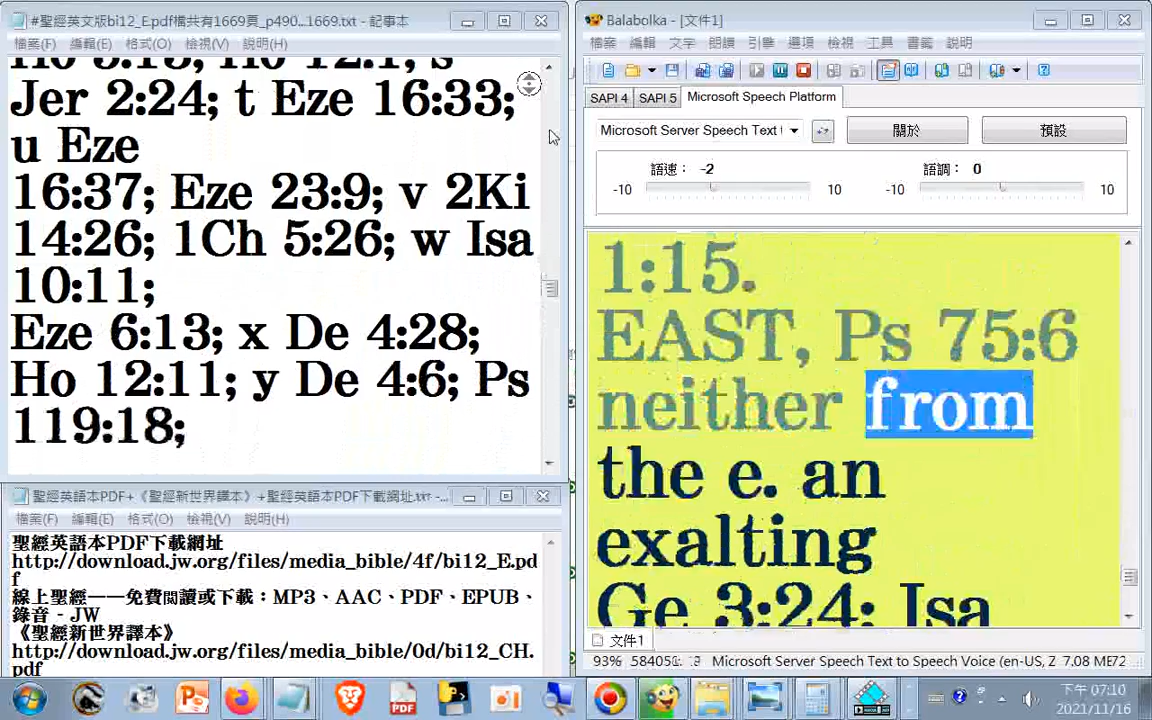 #聖經英文版bi12_E.pdf檔共有1669頁_p490...1669.txt - 記事本
檔案(F) 編輯(E) 格式(O) 檢視(V) 說明(H)
Ho 12:1; s
Jer 2:24; t Eze 16:33;
u Eze
16:37; Eze 23:9; v 2Ki
14:26; 1Ch 5:26; w Isa
10:11;
Eze 6:13; x De 4:28;
Ho 12:11; y De 4:6; Ps
119:18;
聖經英語本PDF+《聖經新世界譯本》+聖經英語本PDF下載網址.txt - ...
檔案(F) 編輯(E) 格式(O) 檢視(V) 說明(H)
聖經英語本PDF下載網址
http://download.jw.org/files/media_bible/4f/bi12_E.pd
f
線上聖經——免費閱讀或下載：MP3、AAC、PDF、EPUB、
錄音 - JW
《聖經新世界譯本》
http://download.jw.org/files/media_bible/0d/bi12_CH.
pdf
Balabolka - [文件1]
檔案 編輯 文字 朗讀 引擎 選項 檢視 工具 書籤 說明
SAPI 4 SAPI 5 Microsoft Speech Platform
Microsoft Server Speech Text 關於 預設
語速： -2 語調： 0
-10 10 -10 10
1:15.
EAST, Ps 75:6
neither from
the e. an
exalting
Ge 3:24; Isa
文件1
93% Microsoft Server Speech Text to Speech Voice (en-US, Z 7.08 ME
下午 07:10
2021/11/16